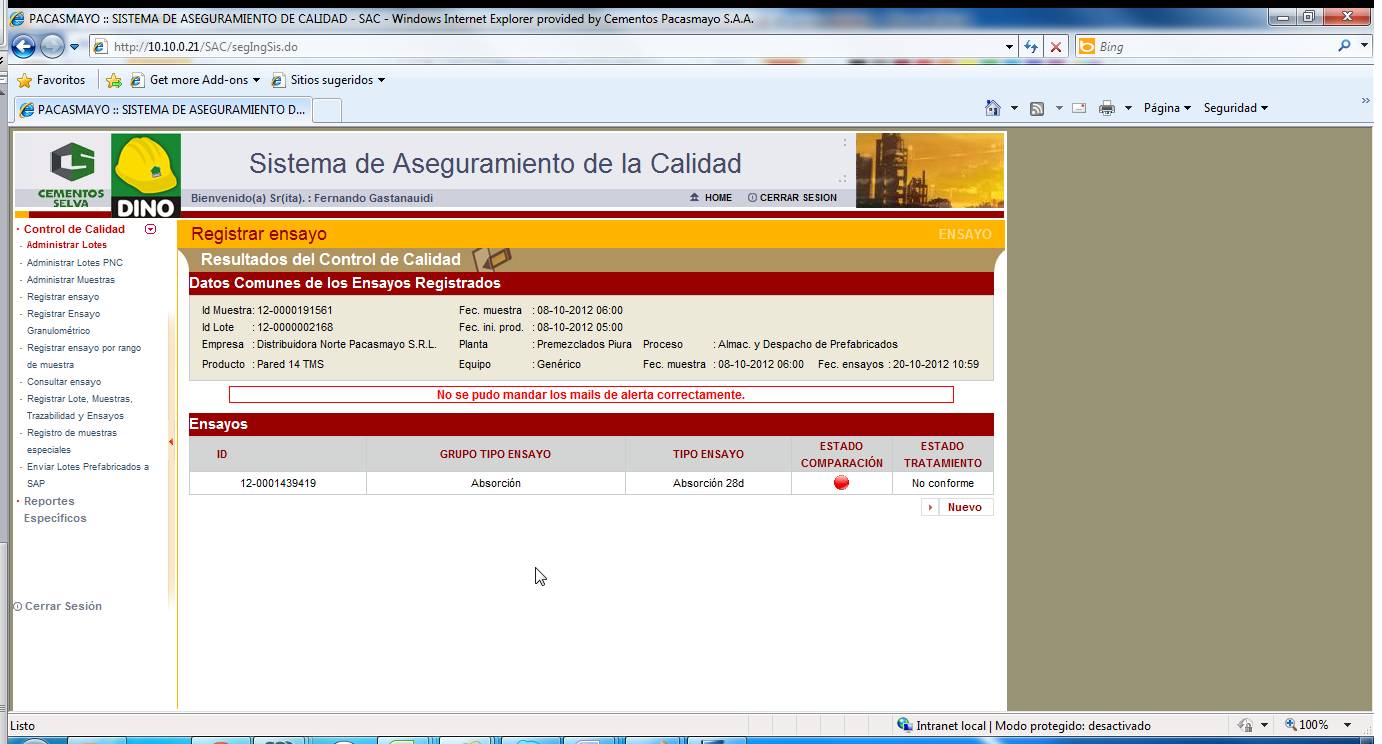 PACASMAYO :: SISTEMA DE ASEGURAMIENTO DE CALIDAD - SAC - Windows Internet Explorer provided by Cementos Pacasmayo S.A.A.
http://10.10.0.21/SAC/segIngSis.do
Bing
Favoritos Get more Add-ons Sitios sugeridos
PACASMAYO :: SISTEMA DE ASEGURAMIENTO D...
Página Seguridad
CEMENTOS SELVA
DINO
Sistema de Aseguramiento de la Calidad
Bienvenido(a) Sr(ita). : Fernando Gastanauidi
HOME CERRAR SESION
Control de Calidad
- Administrar Lotes
- Administrar Lotes PNC
- Administrar Muestras
- Registrar ensayo
- Registrar Ensayo
Granulométrico
- Registrar ensayo por rango
de muestra
- Consultar ensayo
- Registrar Lote, Muestras,
Trazabilidad y Ensayos
- Registro de muestras
especiales
- Enviar Lotes Prefabricados a
SAP
Reportes
Específicos
Cerrar Sesión
Registrar ensayo ENSAYO
Resultados del Control de Calidad
Datos Comunes de los Ensayos Registrados
Id Muestra: 12-0000191561 Fec. muestra : 08-10-2012 06:00
Id Lote : 12-0000002168 Fec. ini. prod. : 08-10-2012 05:00
Empresa : Distribuidora Norte Pacasmayo S.R.L. Planta : Premezclados Piura Proceso : Almac. y Despacho de Prefabricados
Producto : Pared 14 TMS Equipo : Genérico Fec. muestra : 08-10-2012 06:00 Fec. ensayos : 20-10-2012 10:59
No se pudo mandar los mails de alerta correctamente.
Ensayos
ID GRUPO TIPO ENSAYO TIPO ENSAYO ESTADO COMPARACIÓN ESTADO TRATAMIENTO
12-0001439419 Absorción Absorción 28d No conforme
Nuevo
Listo Intranet local | Modo protegido: desactivado 100%